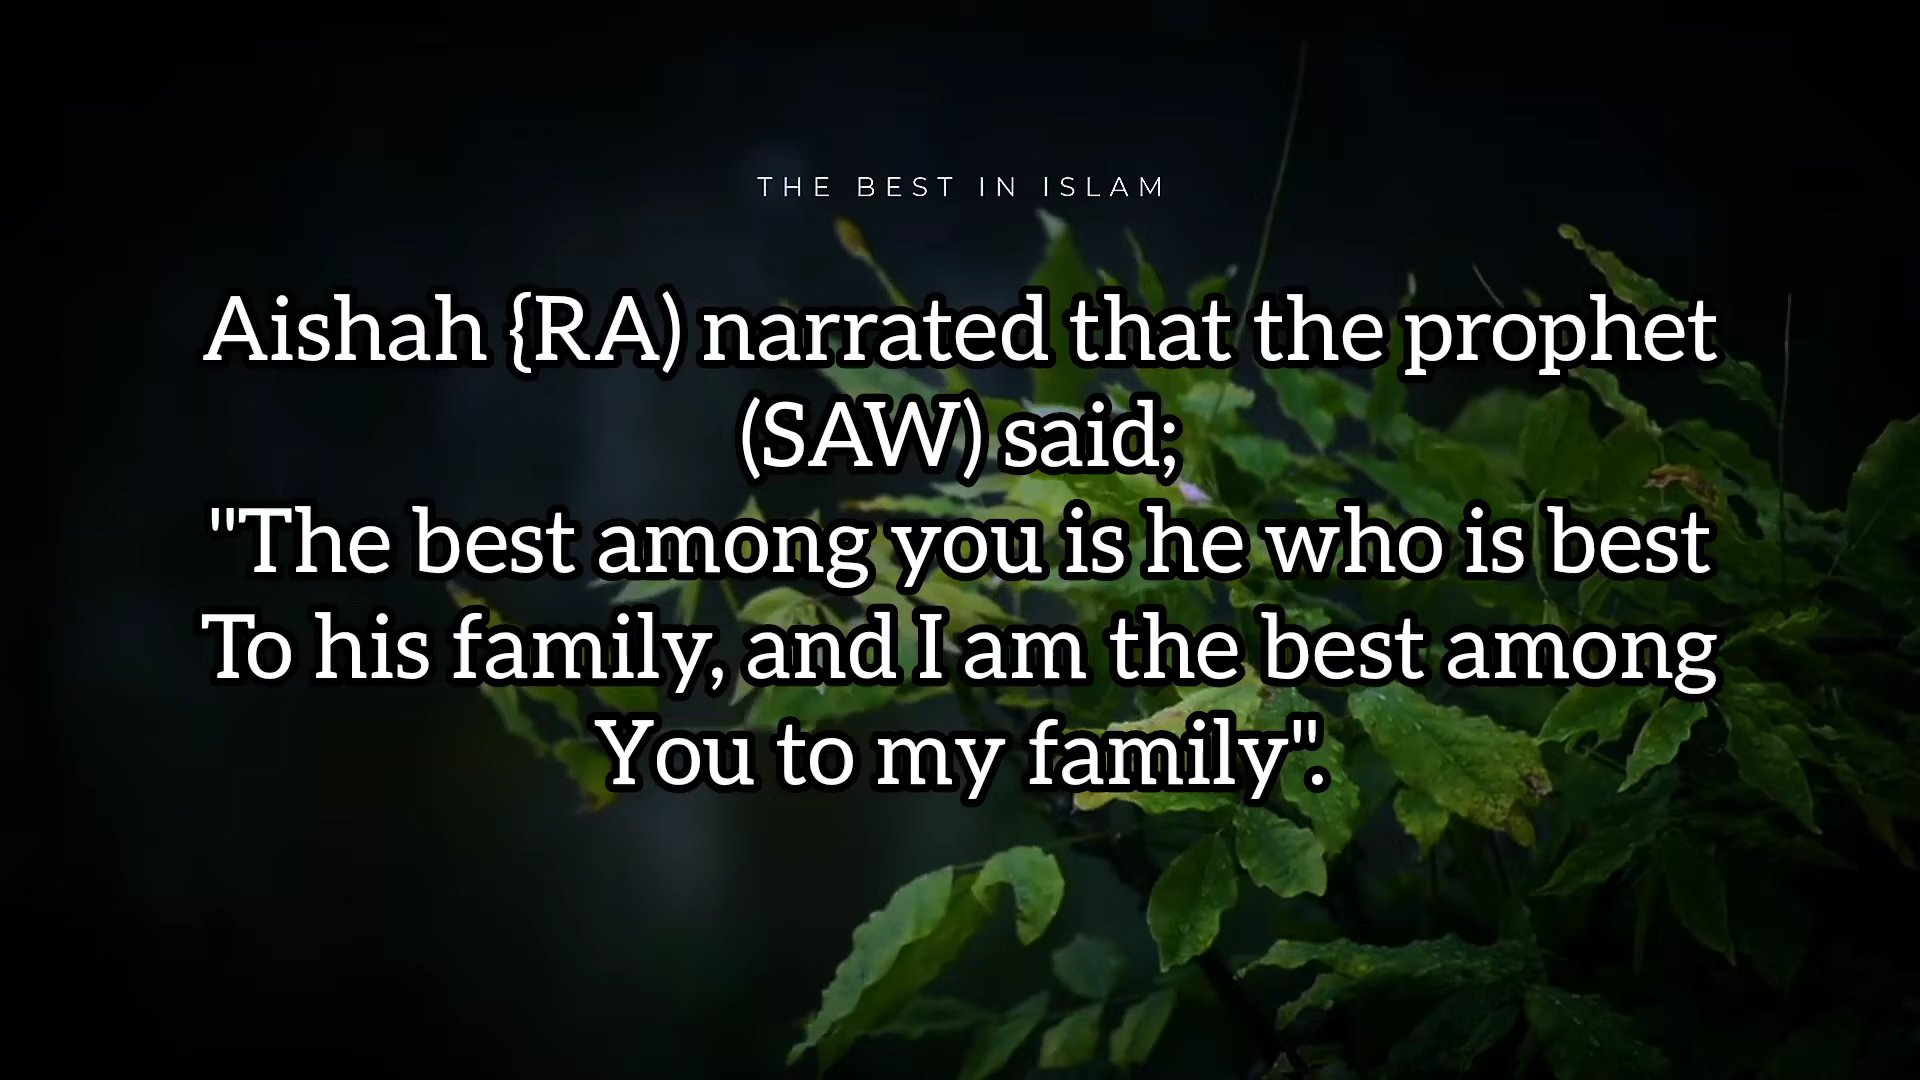 THE BEST IN ISLAM
Aishah {RA) narrated that the prophet
(SAW) said;
"The best among you is he who is best
To his family, and I am the best among
You to my family".